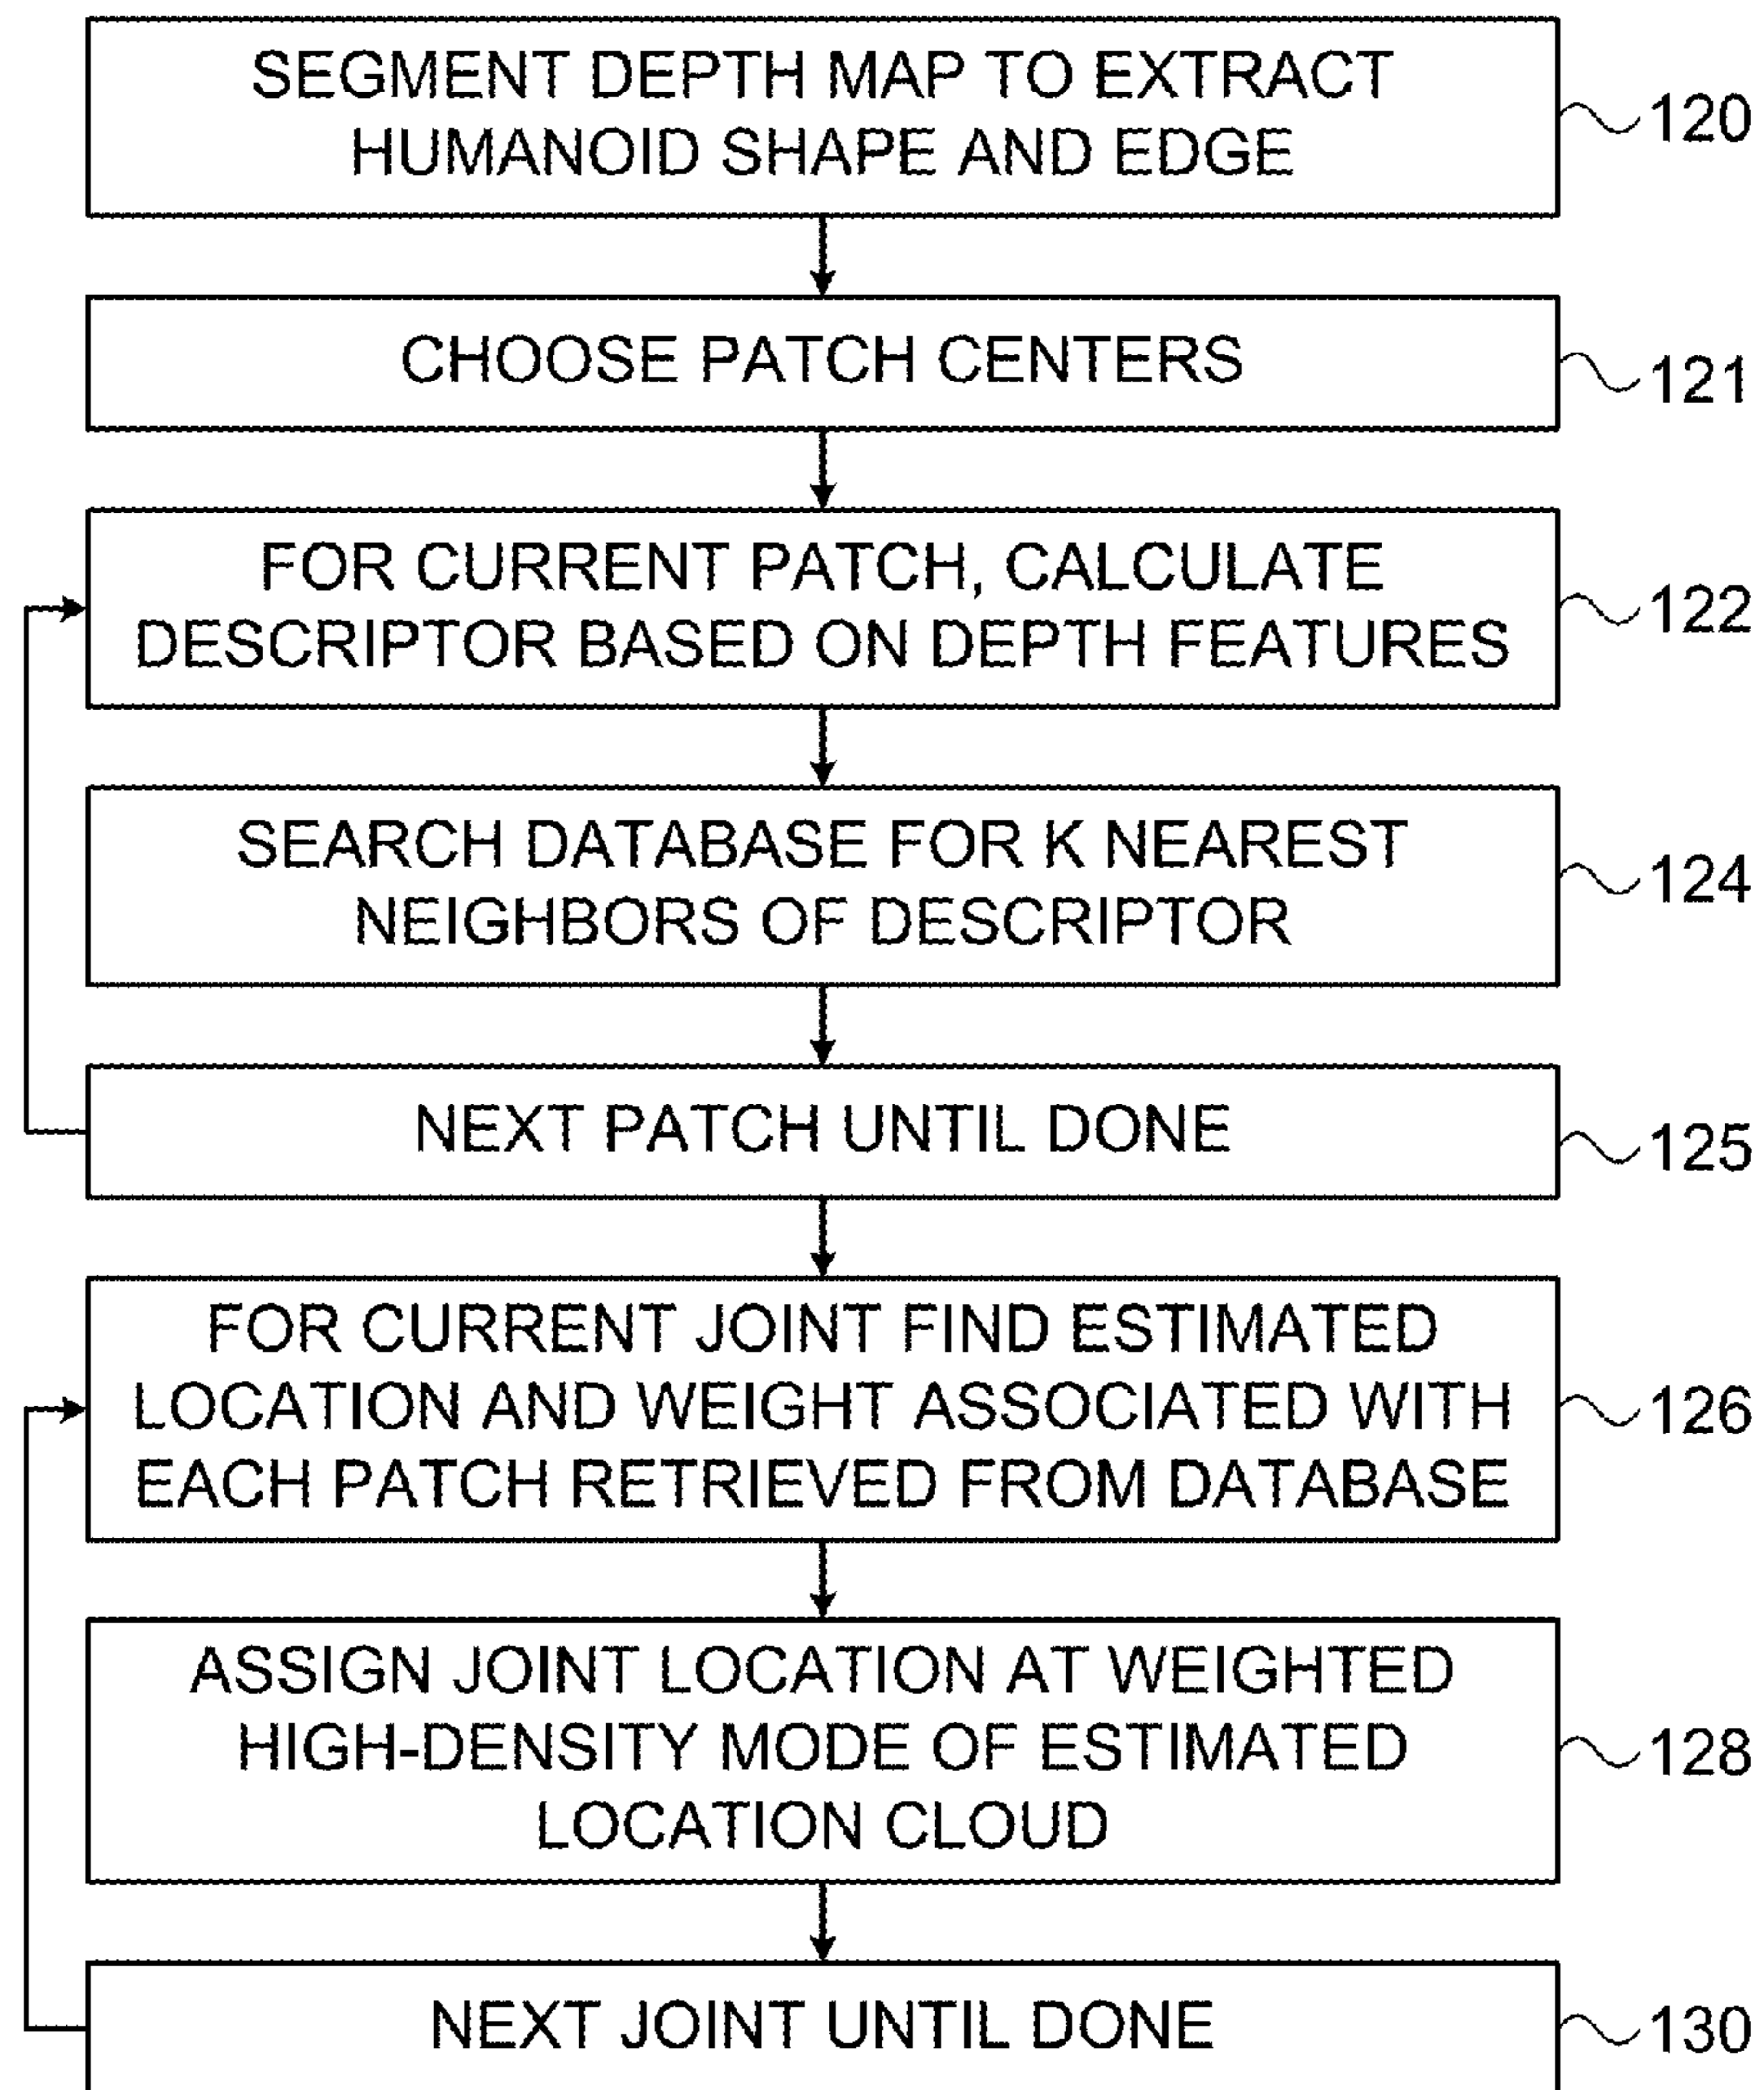 SEGMENT DEPTH MAP TO EXTRACT
HUMANOID SHAPE AND EDGE
120
CHOOSE PATCH CENTERS
121
FOR CURRENT PATCH, CALCULATE
DESCRIPTOR BASED ON DEPTH FEATURES
122
SEARCH DATABASE FOR K NEAREST
NEIGHBORS OF DESCRIPTOR
124
NEXT PATCH UNTIL DONE
125
FOR CURRENT JOINT FIND ESTIMATED
LOCATION AND WEIGHT ASSOCIATED WITH
EACH PATCH RETRIEVED FROM DATABASE
126
ASSIGN JOINT LOCATION AT WEIGHTED
HIGH-DENSITY MODE OF ESTIMATED
LOCATION CLOUD
128
NEXT JOINT UNTIL DONE
130